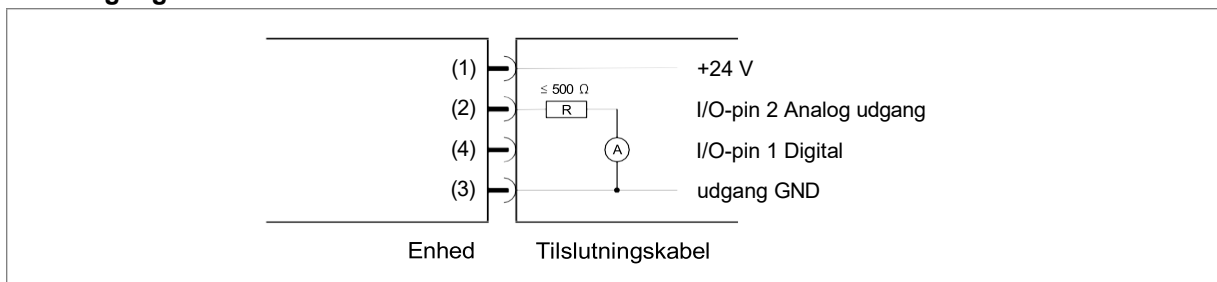 (1) +24 V
≤ 500 Ω
(2) R I/O-pin 2 Analog udgang
(4) A I/O-pin 1 Digital
(3) udgang GND
Enhed Tilslutningskabel